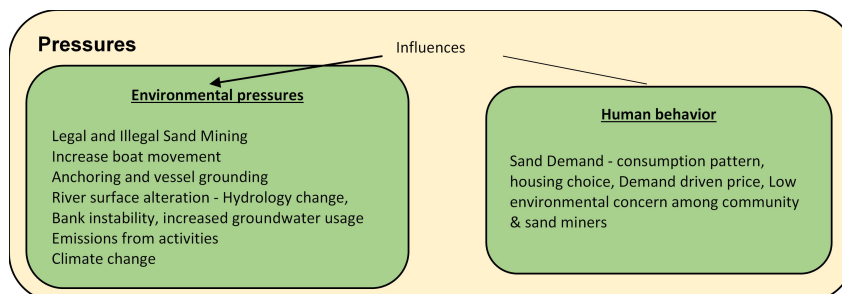 Pressures
Influences
Environmental pressures
Legal and Illegal Sand Mining
Increase boat movement
Anchoring and vessel grounding
River surface alteration - Hydrology change,
Bank instability, increased groundwater usage
Emissions from activities
Climate change
Human behavior
Sand Demand - consumption pattern,
housing choice, Demand driven price, Low
environmental concern among community
& sand miners